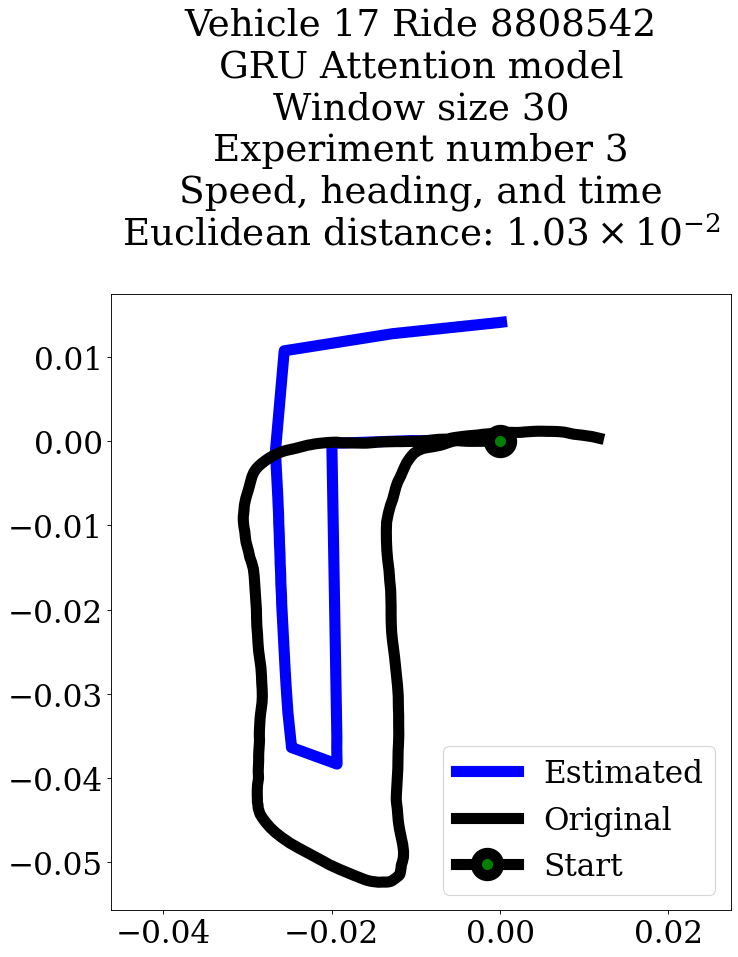 Vehicle 17 Ride 8808542
GRU Attention model
Window size 30
Experiment number 3
Speed, heading, and time
Euclidean distance: 1.03 × 10⁻²
0.01
0.00
−0.01
−0.02
−0.03
−0.04
−0.05
Estimated
Original
Start
−0.04 −0.02 0.00 0.02